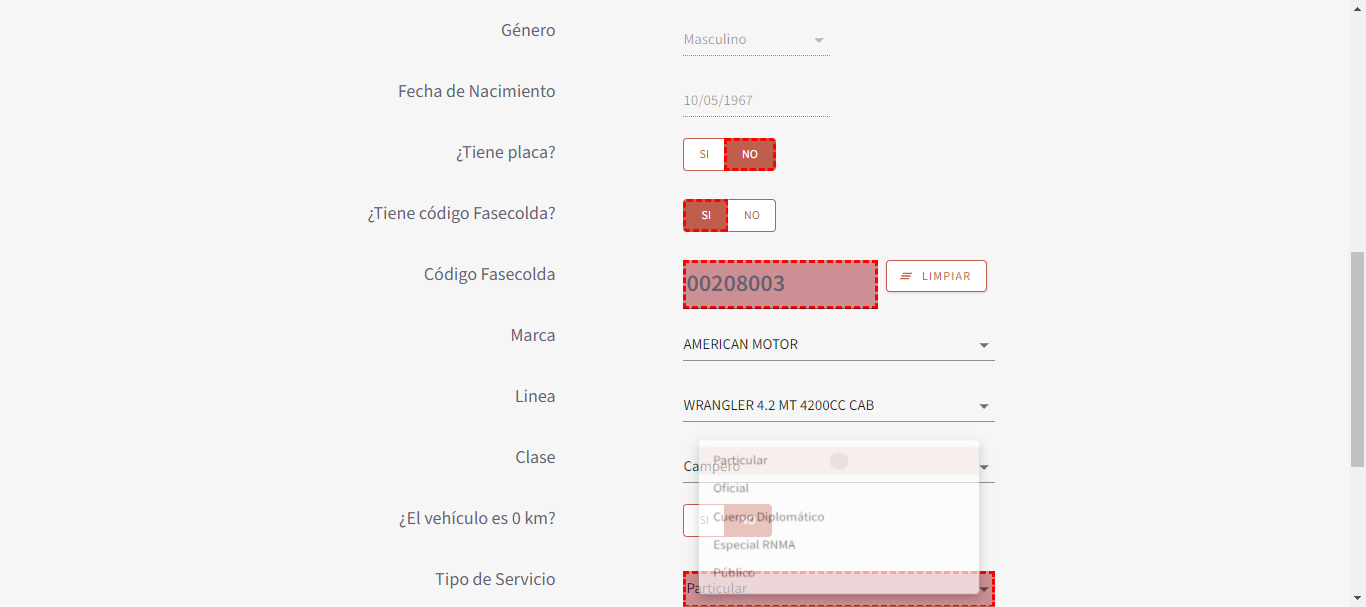 Género
Masculino
Fecha de Nacimiento
10/05/1967
¿Tiene placa?
SI NO
¿Tiene código Fasecolda?
SI NO
Código Fasecolda
00208003
LIMPIAR
Marca
AMERICAN MOTOR
Linea
WRANGLER 4.2 MT 4200CC CAB
Clase
Campero
Particular
Oficial
¿El vehículo es 0 km?
SI NO
Cuerpo Diplomático
Especial RNMA
Público
Tipo de Servicio
Particular